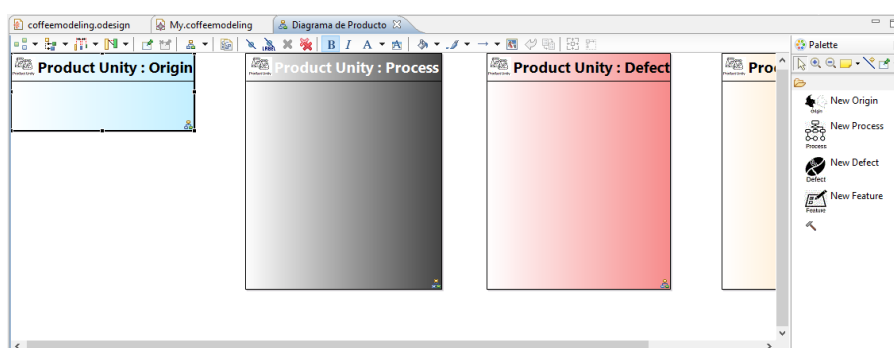 coffeemodeling.odesign
My.coffeemodeling
Diagrama de Producto
Palette
Product Unity : Origin
Product Unity : Process
Product Unity : Defect
Pro
New Origin
Origin
New Process
Process
New Defect
Defect
New Feature
Feature